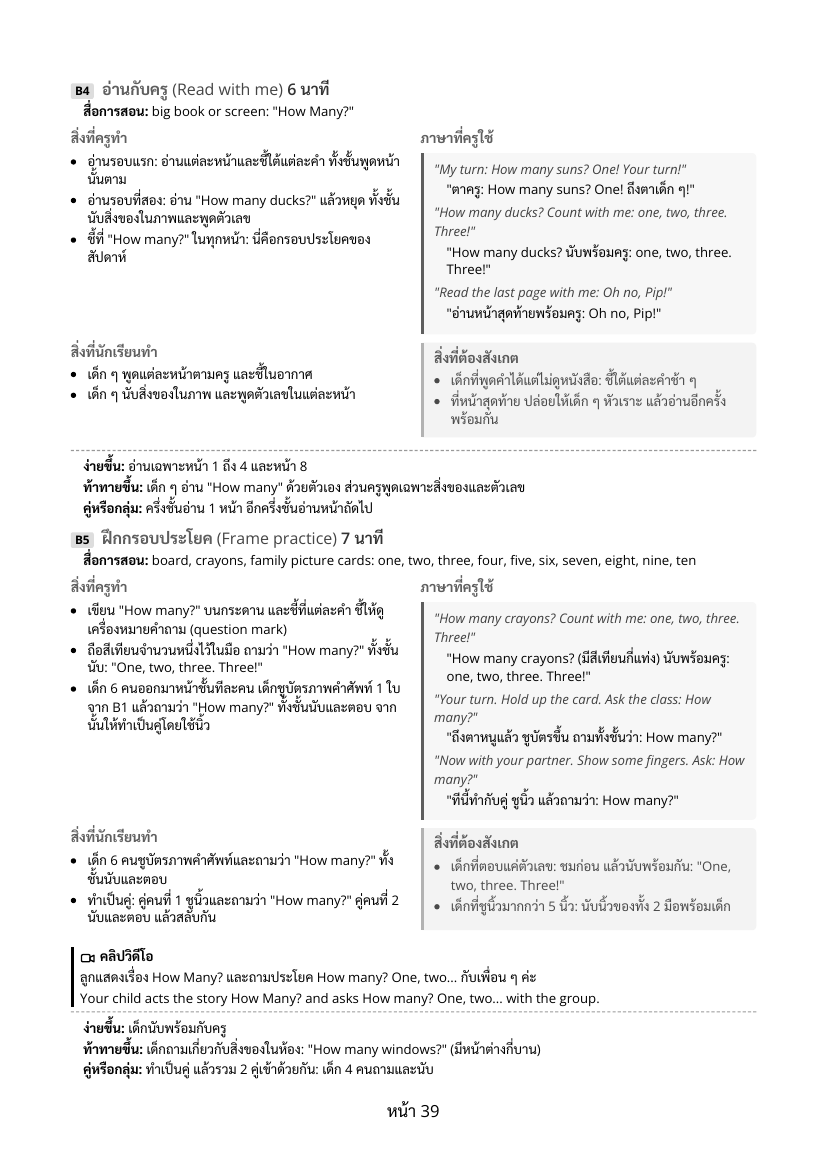 B4 อ่านกับครู (Read with me) 6 นาที
สื่อการสอน: big book or screen: "How Many?"
สิ่งที่ครูทำ
อ่านรอบแรก: อ่านแต่ละหน้าและชี้ใต้แต่ละคำ ทั้งชั้นพูดหน้า
นั้นตาม
อ่านรอบที่สอง: อ่าน "How many ducks?" แล้วหยุด ทั้งชั้น
นับสิ่งของในภาพและพูดตัวเลข
ชี้ที่ "How many?" ในทุกหน้า: นี่คือกรอบประโยคของ
สัปดาห์
ภาษาที่ครูใช้
"My turn: How many suns? One! Your turn!"
"ตาครู: How many suns? One! ถึงตาเด็ก ๆ!"
"How many ducks? Count with me: one, two, three.
Three!"
"How many ducks? นับพร้อมครู: one, two, three.
Three!"
"Read the last page with me: Oh no, Pip!"
"อ่านหน้าสุดท้ายพร้อมครู: Oh no, Pip!"
สิ่งที่นักเรียนทำ
เด็ก ๆ พูดแต่ละหน้าตามครู และชี้ในอากาศ
เด็ก ๆ นับสิ่งของในภาพ และพูดตัวเลขในแต่ละหน้า
สิ่งที่ต้องสังเกต
เด็กที่พูดคำได้แต่ไม่ดูหนังสือ: ชี้ใต้แต่ละคำช้า ๆ
ที่หน้าสุดท้าย ปล่อยให้เด็ก ๆ หัวเราะ แล้วอ่านอีกครั้ง
พร้อมกัน
ง่ายขึ้น: อ่านเฉพาะหน้า 1 ถึง 4 และหน้า 8
ท้าทายขึ้น: เด็ก ๆ อ่าน "How many" ด้วยตัวเอง ส่วนครูพูดเฉพาะสิ่งของและตัวเลข
คู่หรือกลุ่ม: ครึ่งชั้นอ่าน 1 หน้า อีกครึ่งชั้นอ่านหน้าถัดไป
B5 ฝึกกรอบประโยค (Frame practice) 7 นาที
สื่อการสอน: board, crayons, family picture cards: one, two, three, four, five, six, seven, eight, nine, ten
สิ่งที่ครูทำ
เขียน "How many?" บนกระดาน และชี้ที่แต่ละคำ ชี้ให้ดู
เครื่องหมายคำถาม (question mark)
ถือสีเทียนจำนวนหนึ่งไว้ในมือ ถามว่า "How many?" ทั้งชั้น
นับ: "One, two, three. Three!"
เด็ก 6 คนออกมาหน้าชั้นทีละคน เด็กชูบัตรภาพคำศัพท์ 1 ใบ
จาก B1 แล้วถามว่า "How many?" ทั้งชั้นนับและตอบ จาก
นั้นให้ทำเป็นคู่โดยใช้นิ้ว
ภาษาที่ครูใช้
"How many crayons? Count with me: one, two, three.
Three!"
"How many crayons? (มีสีเทียนกี่แท่ง) นับพร้อมครู:
one, two, three. Three!"
"Your turn. Hold up the card. Ask the class: How
many?"
"ถึงตาหนูแล้ว ชูบัตรขึ้น ถามทั้งชั้นว่า: How many?"
"Now with your partner. Show some fingers. Ask: How
many?"
"ทีนี้ทำกับคู่ ชูนิ้ว แล้วถามว่า: How many?"
สิ่งที่นักเรียนทำ
เด็ก 6 คนชูบัตรภาพคำศัพท์และถามว่า "How many?" ทั้ง
ชั้นนับและตอบ
ทำเป็นคู่: คู่คนที่ 1 ชูนิ้วและถามว่า "How many?" คู่คนที่ 2
นับและตอบ แล้วสลับกัน
สิ่งที่ต้องสังเกต
เด็กที่ตอบแค่ตัวเลข: ชมก่อน แล้วนับพร้อมกัน: "One,
two, three. Three!"
เด็กที่ชูนิ้วมากกว่า 5 นิ้ว: นับนิ้วของทั้ง 2 มือพร้อมเด็ก
คลิปวิดีโอ
ลูกแสดงเรื่อง How Many? และถามประโยค How many? One, two... กับเพื่อน ๆ ค่ะ
Your child acts the story How Many? and asks How many? One, two... with the group.
ง่ายขึ้น: เด็กนับพร้อมกับครู
ท้าทายขึ้น: เด็กถามเกี่ยวกับสิ่งของในห้อง: "How many windows?" (มีหน้าต่างกี่บาน)
คู่หรือกลุ่ม: ทำเป็นคู่ แล้วรวม 2 คู่เข้าด้วยกัน: เด็ก 4 คนถามและนับ
หน้า 39